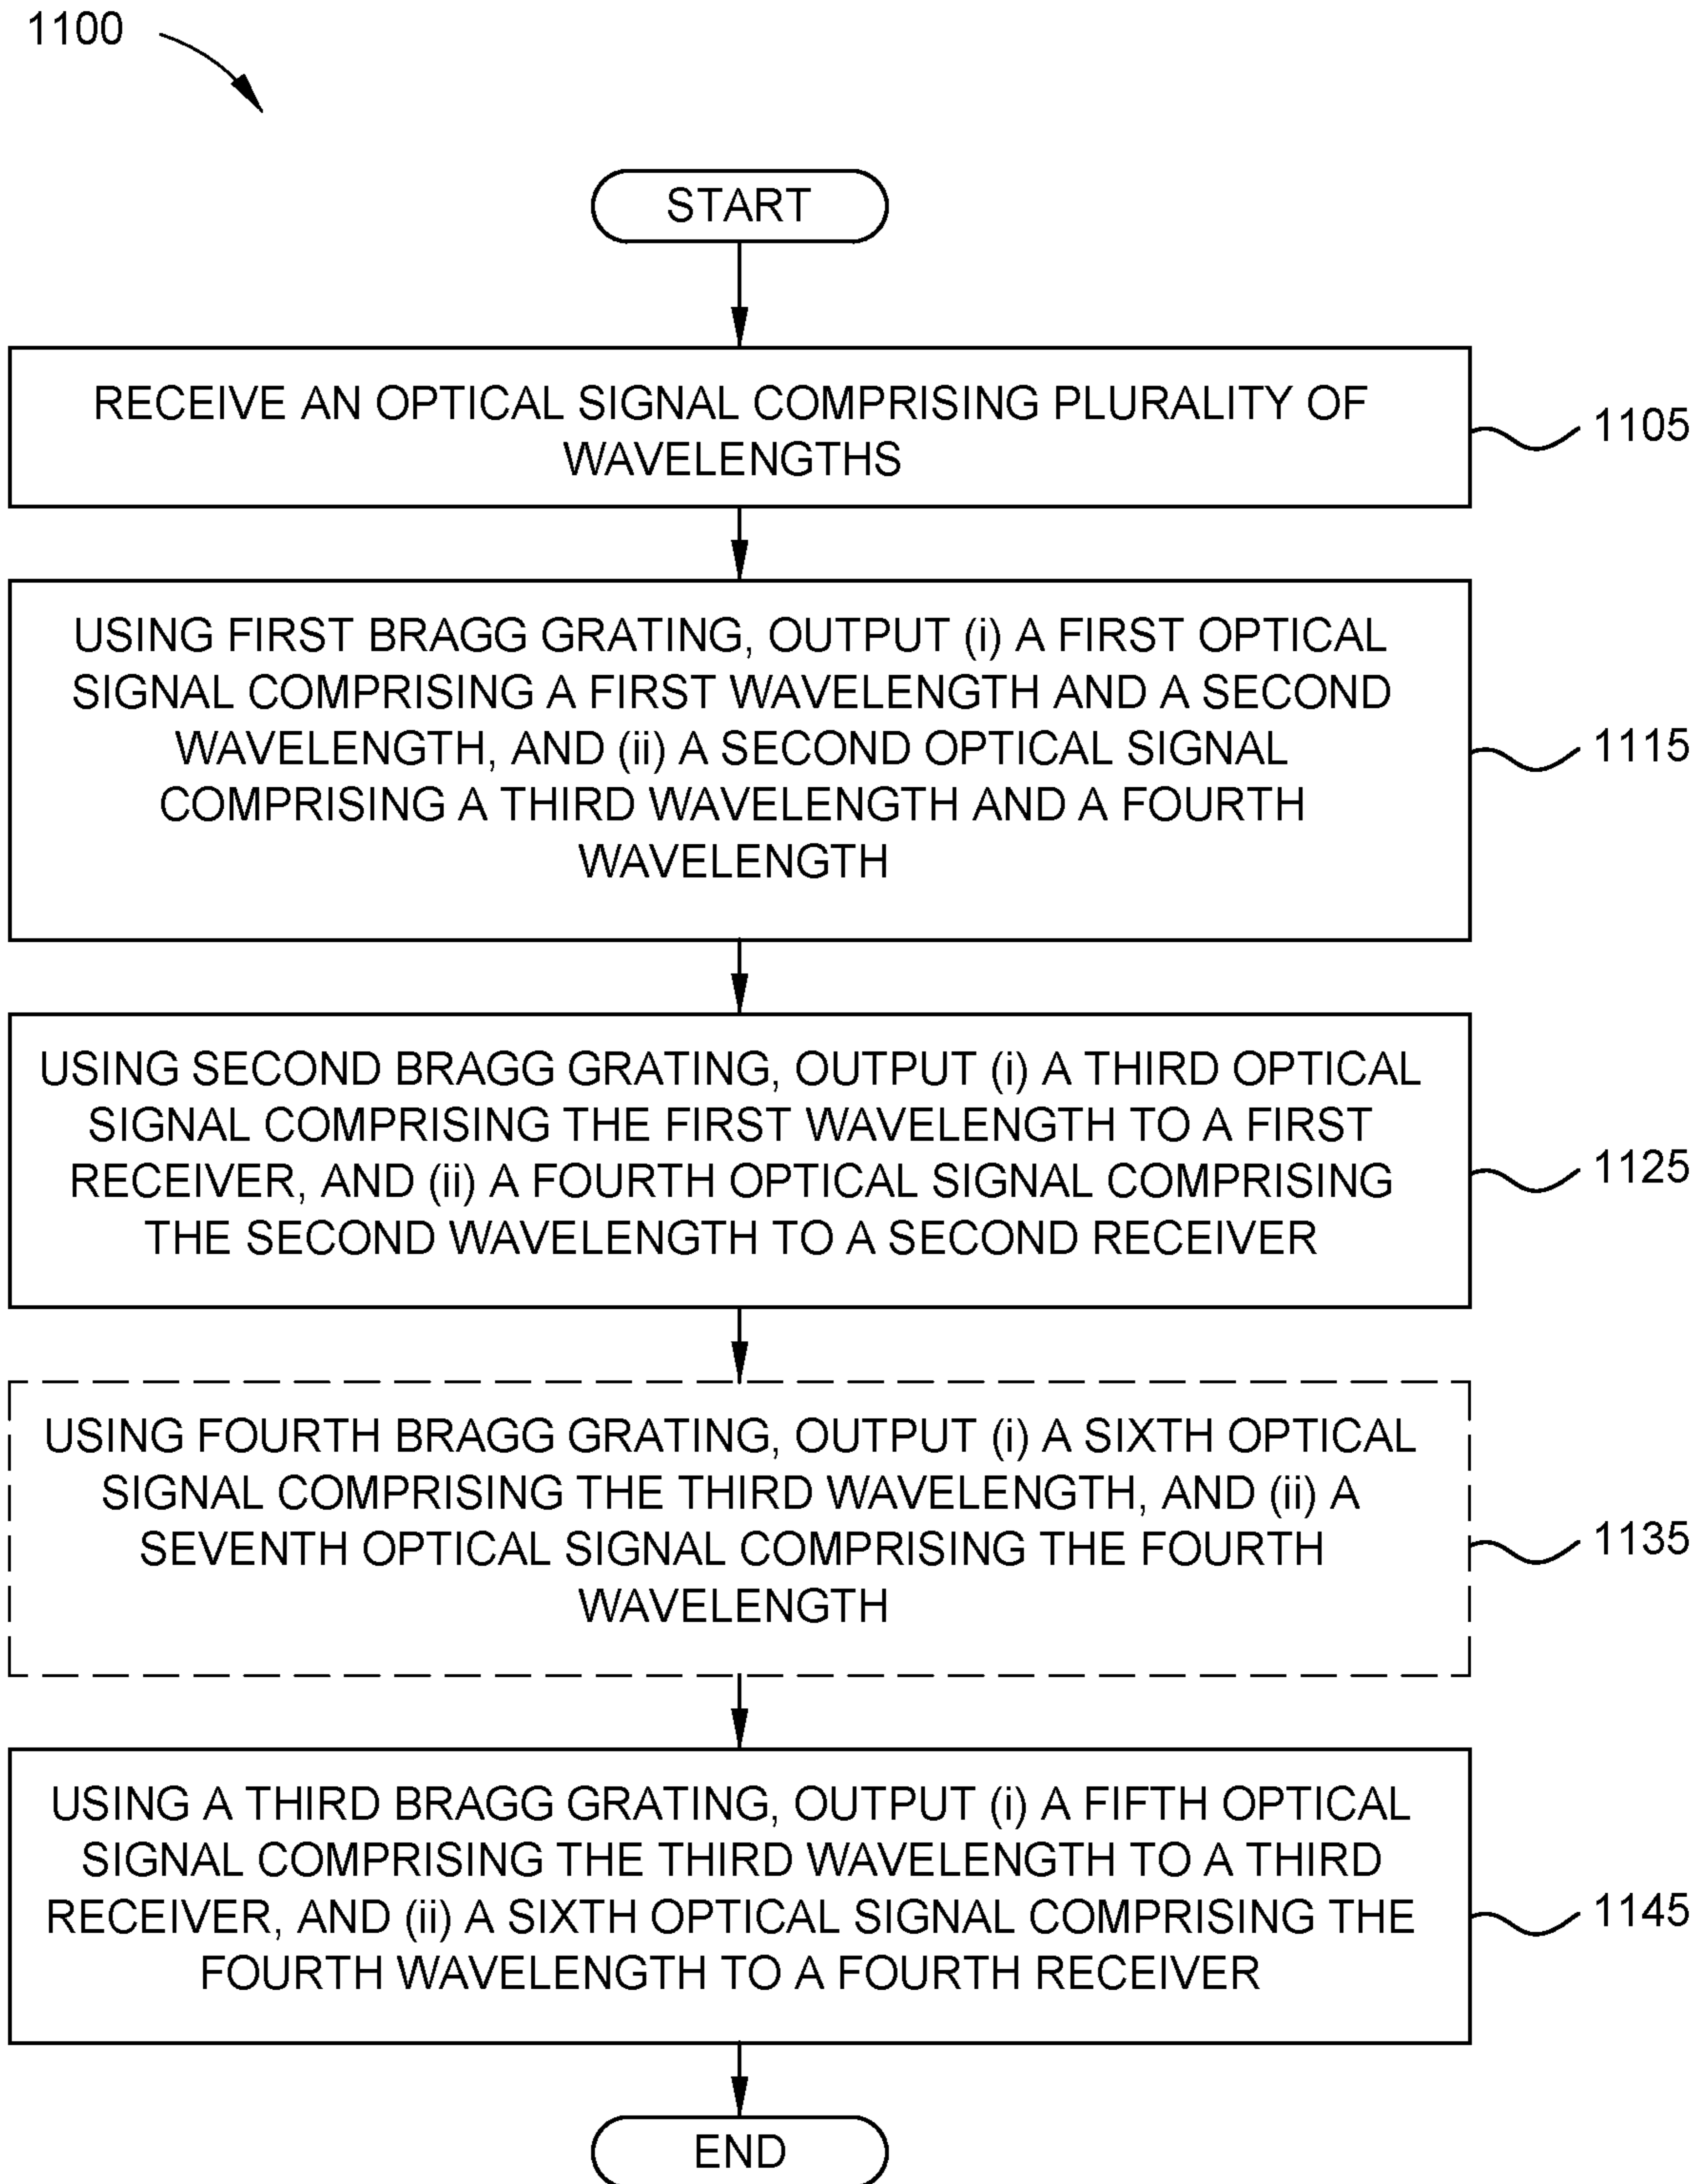 1100
START
RECEIVE AN OPTICAL SIGNAL COMPRISING PLURALITY OF
WAVELENGTHS
1105
USING FIRST BRAGG GRATING, OUTPUT (i) A FIRST OPTICAL
SIGNAL COMPRISING A FIRST WAVELENGTH AND A SECOND
WAVELENGTH, AND (ii) A SECOND OPTICAL SIGNAL
COMPRISING A THIRD WAVELENGTH AND A FOURTH
WAVELENGTH
1115
USING SECOND BRAGG GRATING, OUTPUT (i) A THIRD OPTICAL
SIGNAL COMPRISING THE FIRST WAVELENGTH TO A FIRST
RECEIVER, AND (ii) A FOURTH OPTICAL SIGNAL COMPRISING
THE SECOND WAVELENGTH TO A SECOND RECEIVER
1125
USING FOURTH BRAGG GRATING, OUTPUT (i) A SIXTH OPTICAL
SIGNAL COMPRISING THE THIRD WAVELENGTH, AND (ii) A
SEVENTH OPTICAL SIGNAL COMPRISING THE FOURTH
WAVELENGTH
1135
USING A THIRD BRAGG GRATING, OUTPUT (i) A FIFTH OPTICAL
SIGNAL COMPRISING THE THIRD WAVELENGTH TO A THIRD
RECEIVER, AND (ii) A SIXTH OPTICAL SIGNAL COMPRISING THE
FOURTH WAVELENGTH TO A FOURTH RECEIVER
1145
END